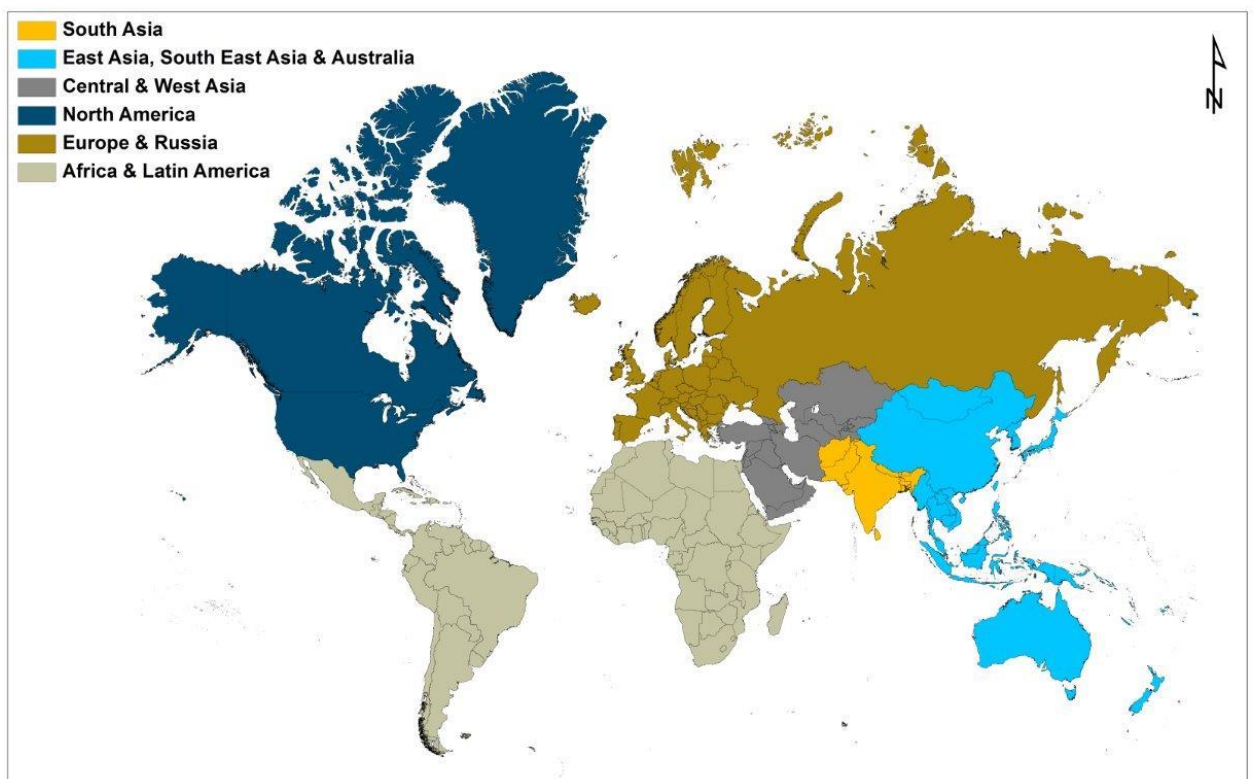 South Asia
East Asia, South East Asia & Australia
Central & West Asia
North America
Europe & Russia
Africa & Latin America
N